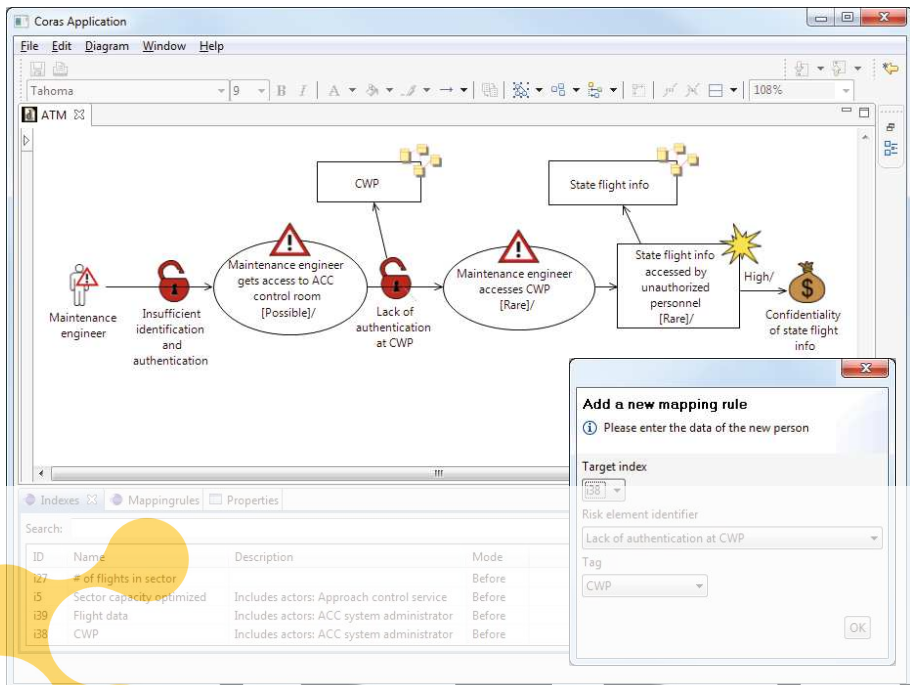 Coras Application
File Edit Diagram Window Help
Tahoma 9 B I A 108%
ATM
CWP
State flight info
Maintenance engineer
gets access to ACC
control room
[Possible]/
Maintenance engineer
accesses CWP
[Rare]/
State flight info
accessed by
unauthorized
personnel
[Rare]/
High/
Maintenance
engineer
Insufficient
identification
and
authentication
Lack of
authentication
at CWP
Confidentiality
of state flight
info
Add a new mapping rule
Please enter the data of the new person
Target index
i38
Risk element identifier
Lack of authentication at CWP
Tag
CWP
OK
Indexes Mappingrules Properties
Search:
ID Name Description Mode
i27 # of flights in sector Before
i5 Sector capacity optimized Includes actors: Approach control service Before
i39 Flight data Includes actors: ACC system administrator Before
i38 CWP Includes actors: ACC system administrator Before